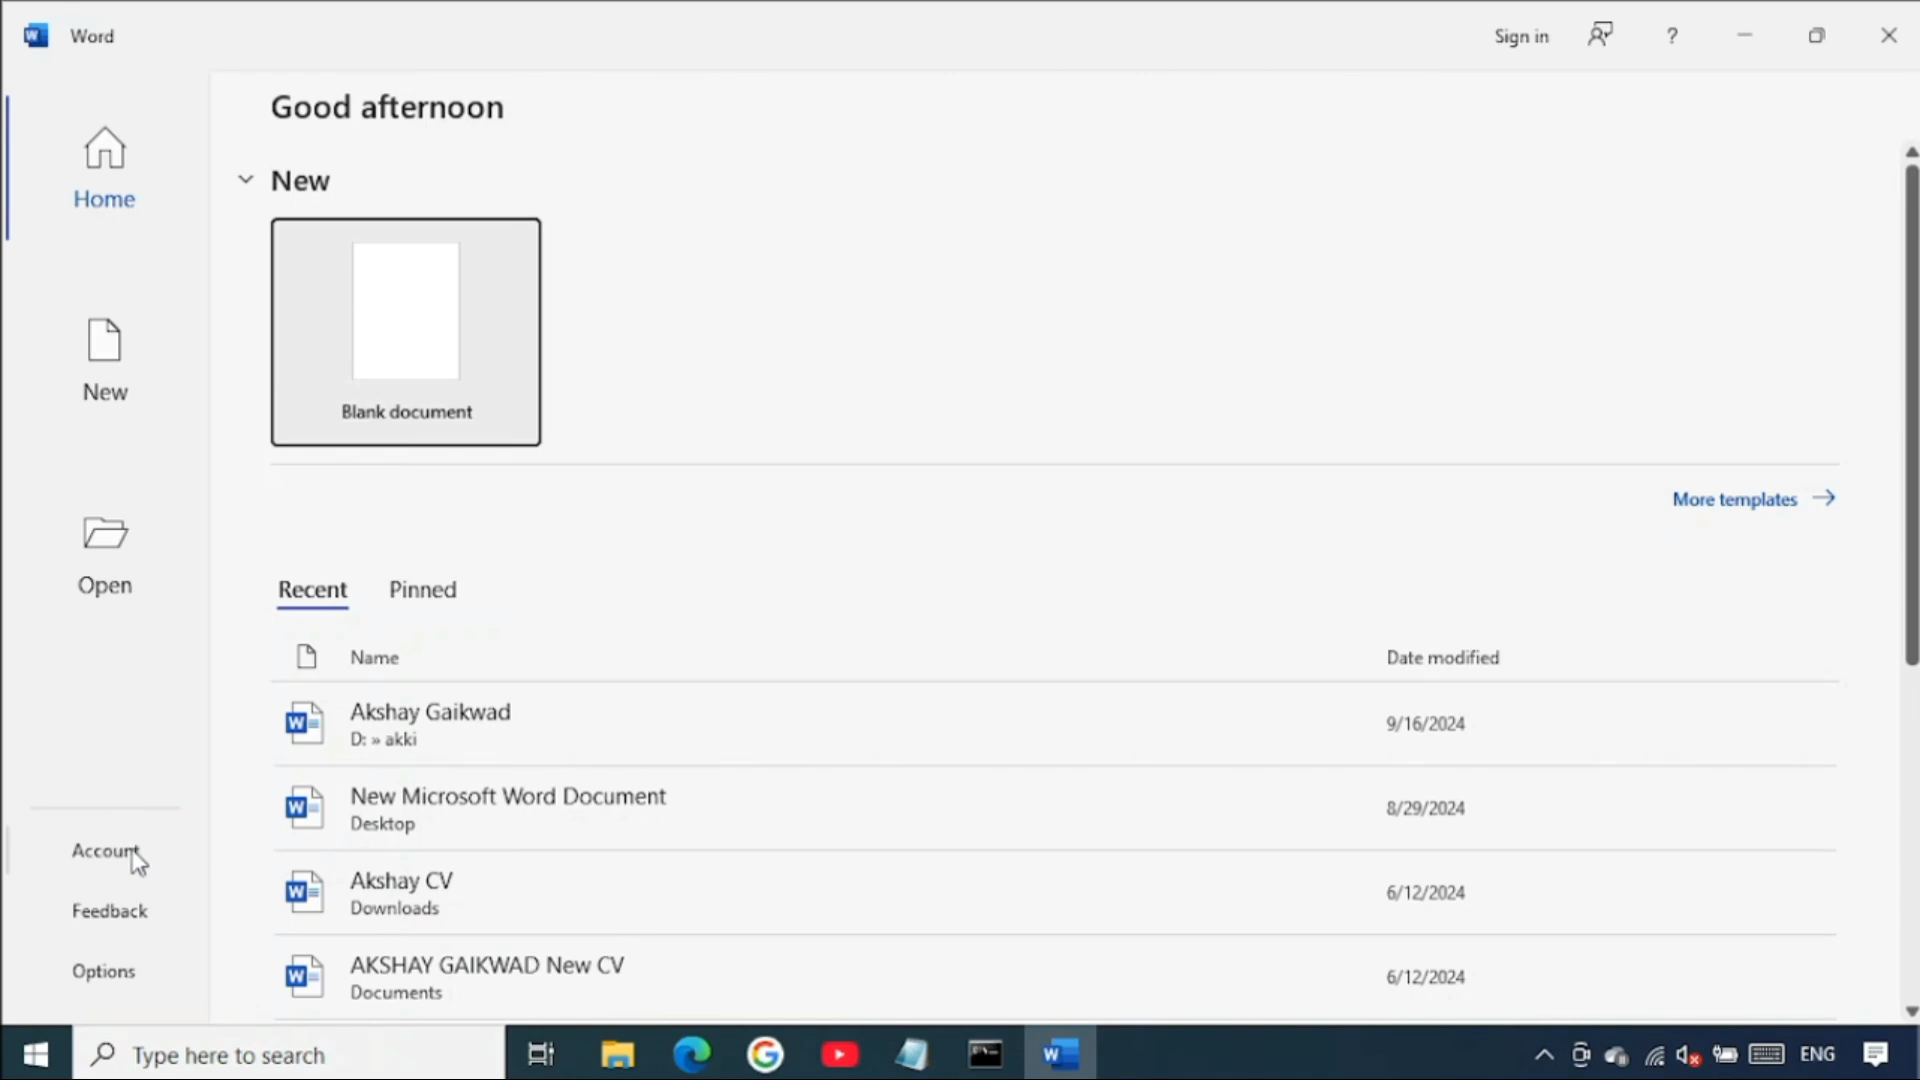 Word
Sign in
Good afternoon
New
Home
Blank document
New
More templates
Open
Recent Pinned
Name Date modified
Akshay Gaikwad
D: » akki
9/16/2024
New Microsoft Word Document
Desktop
8/29/2024
Account
Akshay CV
Downloads
6/12/2024
Feedback
AKSHAY GAIKWAD New CV
Documents
6/12/2024
Options
Type here to search
ENG